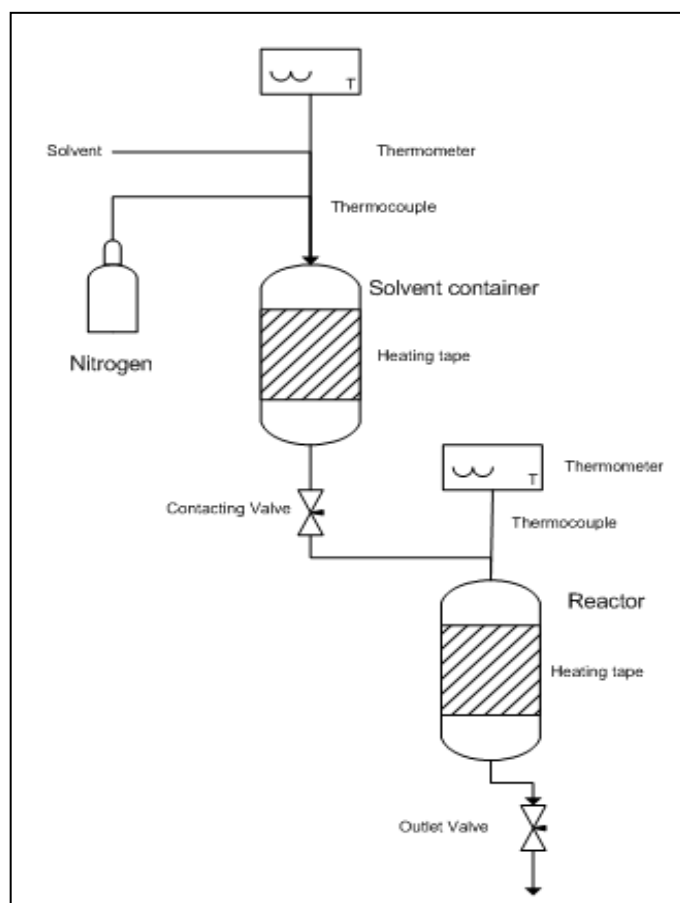 T
Solvent
Thermometer
Thermocouple
Solvent container
Nitrogen
Heating tape
T
Thermometer
Contacting Valve
Thermocouple
Reactor
Heating tape
Outlet Valve